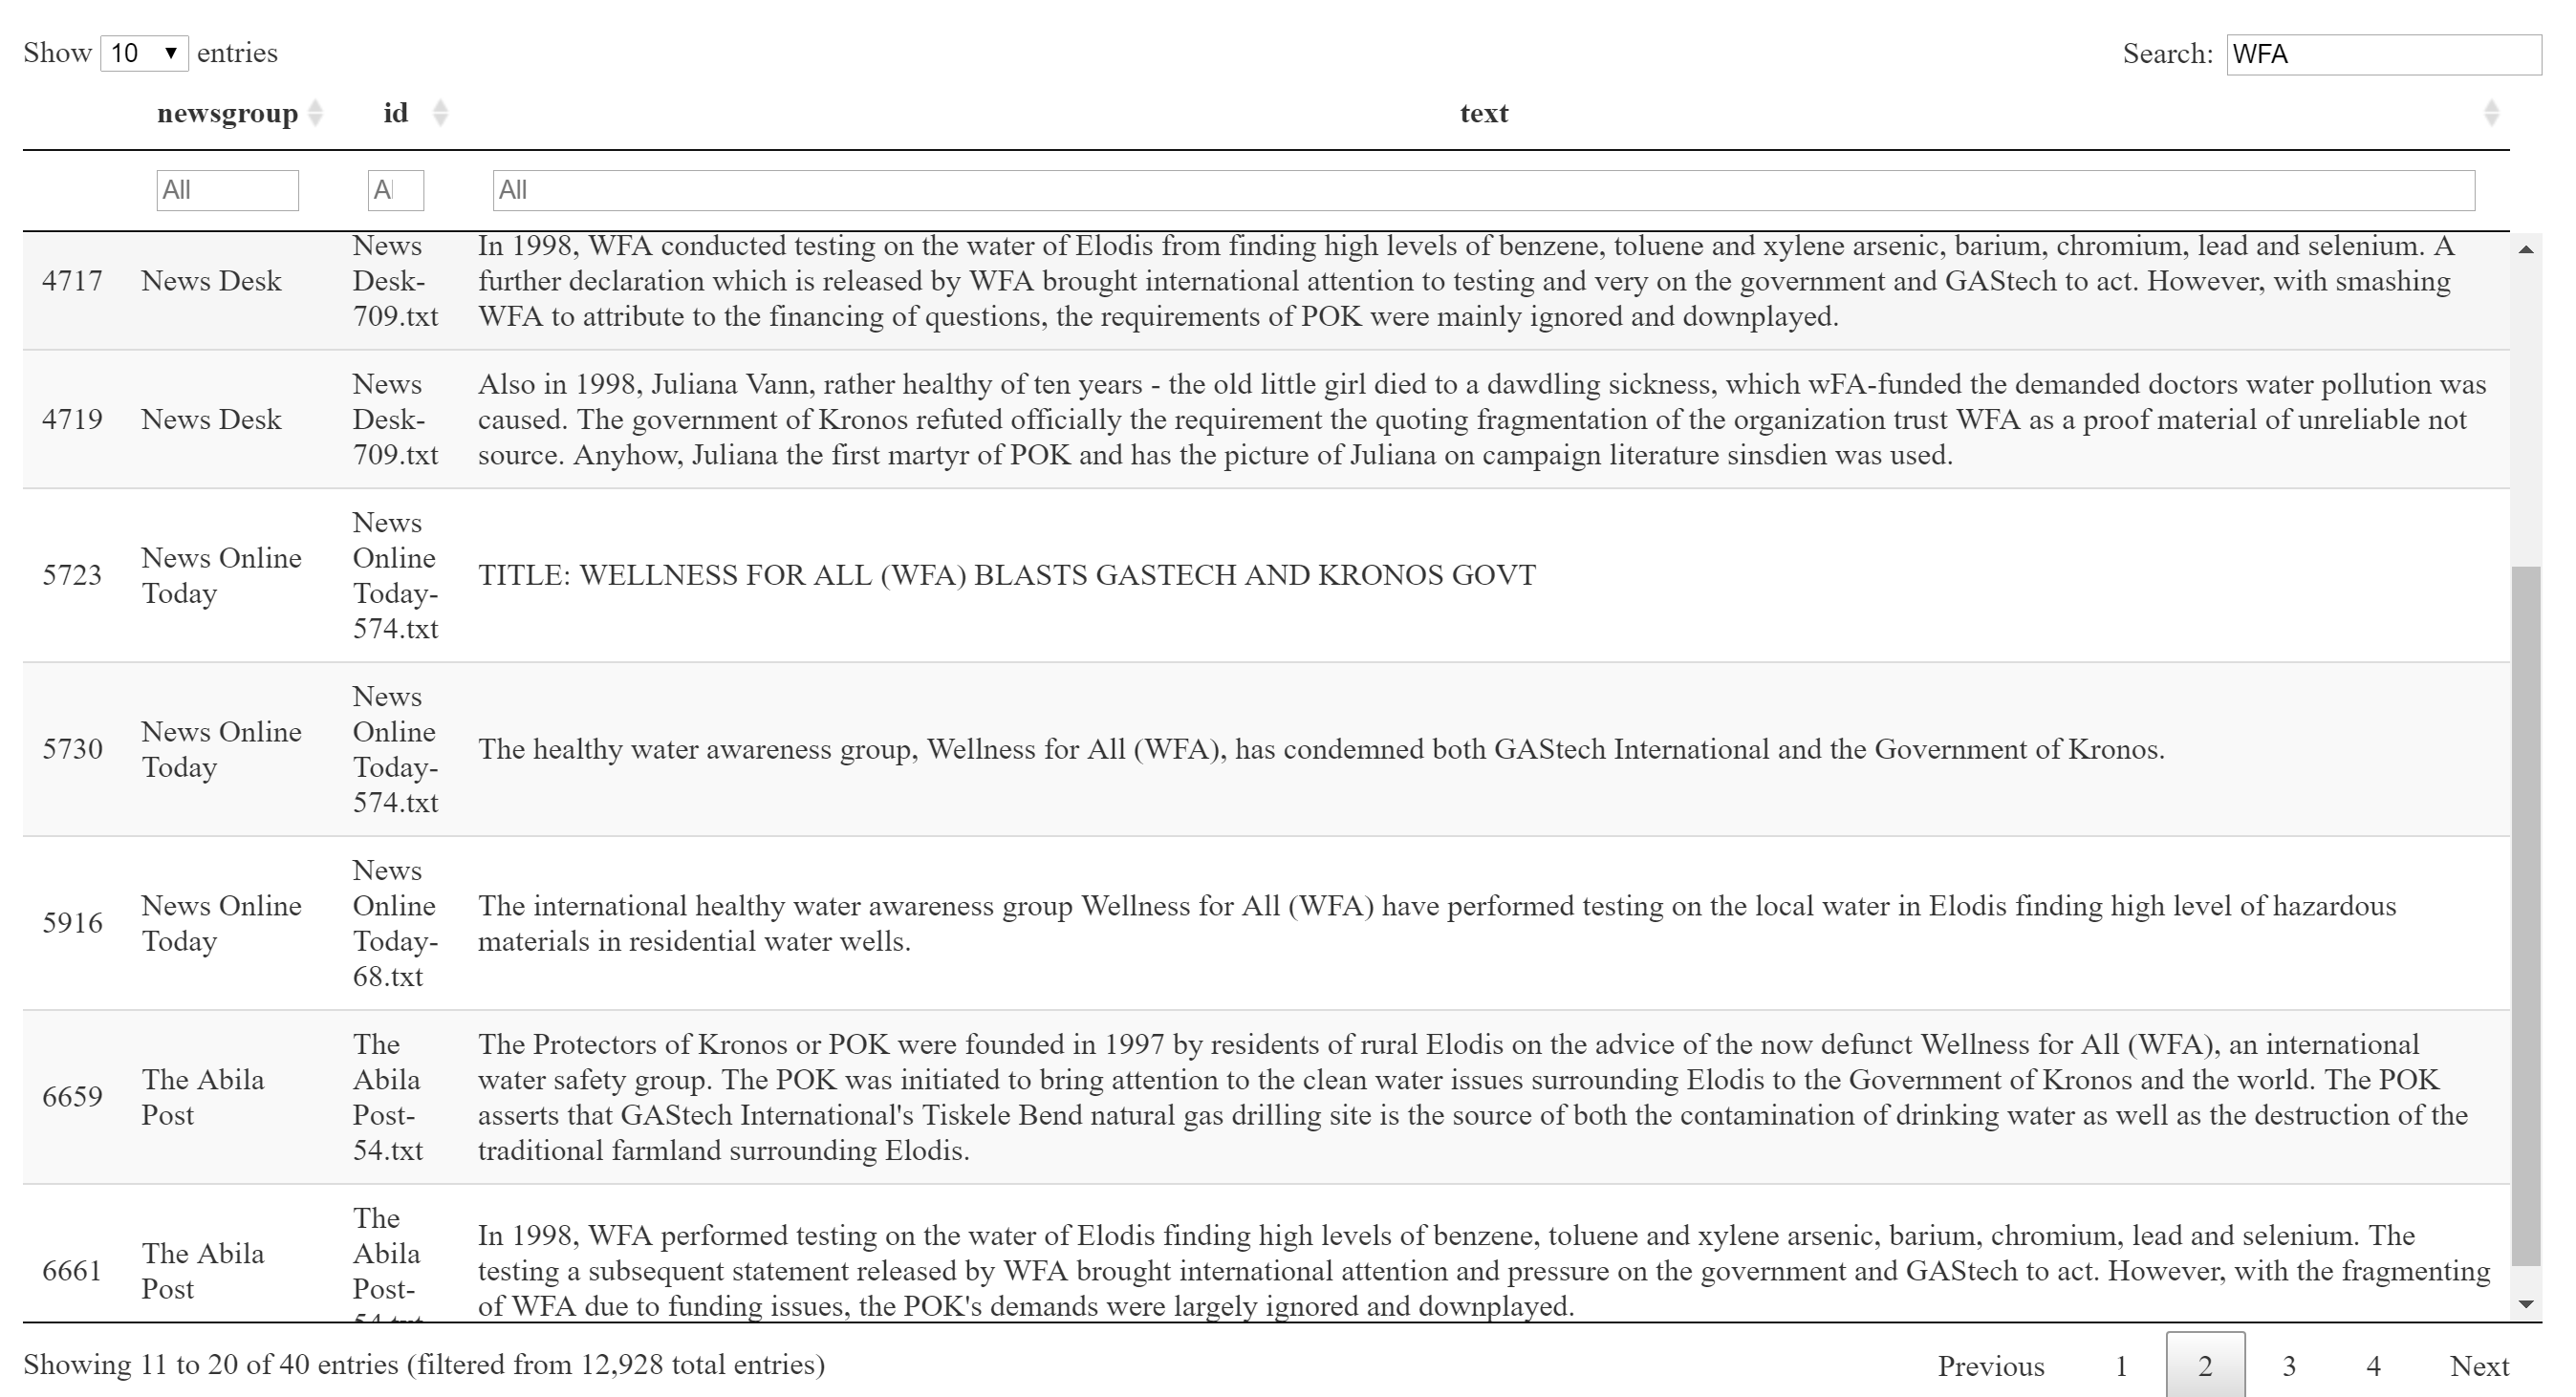 Show 10 entries
Search: WFA
newsgroup id text
All Al All
4717 News Desk
News
Desk-
709.txt
In 1998, WFA conducted testing on the water of Elodis from finding high levels of benzene, toluene and xylene arsenic, barium, chromium, lead and selenium. A
further declaration which is released by WFA brought international attention to testing and very on the government and GAStech to act. However, with smashing
WFA to attribute to the financing of questions, the requirements of POK were mainly ignored and downplayed.
4719 News Desk
News
Desk-
709.txt
Also in 1998, Juliana Vann, rather healthy of ten years - the old little girl died to a dawdling sickness, which wFA-funded the demanded doctors water pollution was
caused. The government of Kronos refuted officially the requirement the quoting fragmentation of the organization trust WFA as a proof material of unreliable not
source. Anyhow, Juliana the first martyr of POK and has the picture of Juliana on campaign literature sinsdien was used.
5723
News Online
Today
News
Online
Today-
574.txt
TITLE: WELLNESS FOR ALL (WFA) BLASTS GASTECH AND KRONOS GOVT
5730
News Online
Today
News
Online
Today-
574.txt
The healthy water awareness group, Wellness for All (WFA), has condemned both GAStech International and the Government of Kronos.
5916
News Online
Today
News
Online
Today-
68.txt
The international healthy water awareness group Wellness for All (WFA) have performed testing on the local water in Elodis finding high level of hazardous
materials in residential water wells.
6659
The Abila
Post
The
Abila
Post-
54.txt
The Protectors of Kronos or POK were founded in 1997 by residents of rural Elodis on the advice of the now defunct Wellness for All (WFA), an international
water safety group. The POK was initiated to bring attention to the clean water issues surrounding Elodis to the Government of Kronos and the world. The POK
asserts that GAStech International's Tiskele Bend natural gas drilling site is the source of both the contamination of drinking water as well as the destruction of the
traditional farmland surrounding Elodis.
6661
The Abila
Post
The
Abila
Post-
54.txt
In 1998, WFA performed testing on the water of Elodis finding high levels of benzene, toluene and xylene arsenic, barium, chromium, lead and selenium. The
testing a subsequent statement released by WFA brought international attention and pressure on the government and GAStech to act. However, with the fragmenting
of WFA due to funding issues, the POK's demands were largely ignored and downplayed.
Showing 11 to 20 of 40 entries (filtered from 12,928 total entries)
Previous 1 2 3 4 Next